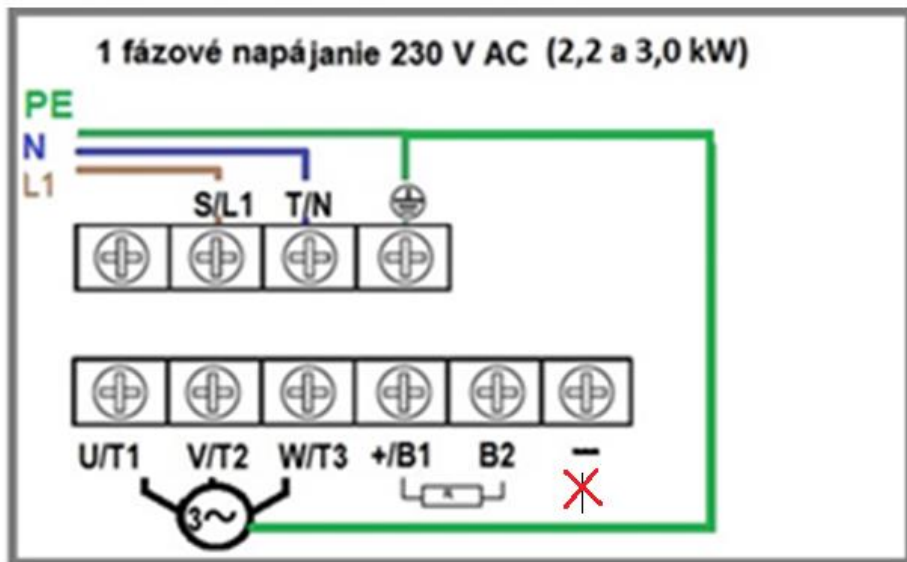 1 fázové napájanie 230 V AC (2,2 a 3,0 kW)
PE
N
L1
S/L1 T/N
U/T1 V/T2 W/T3 +/B1 B2 –
R
3~